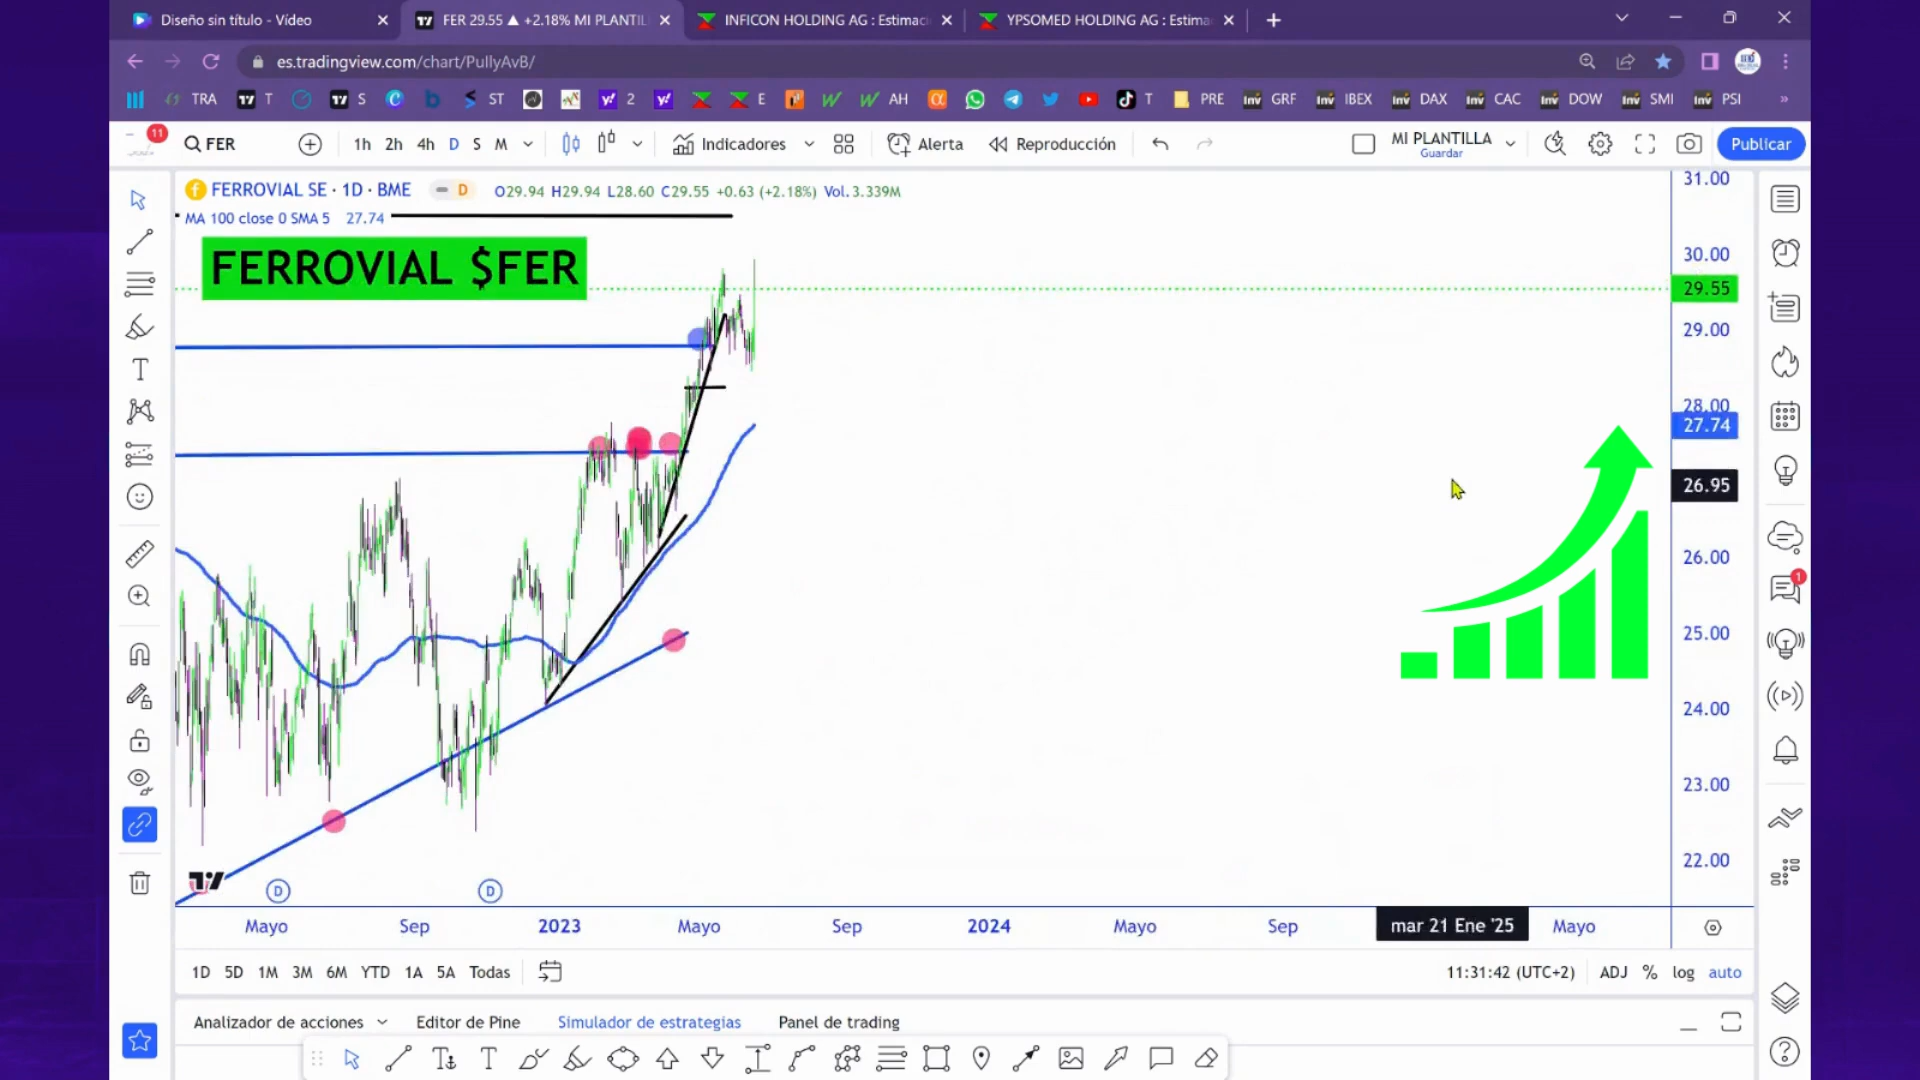 Diseño sin título - Vídeo
FER 29.55 ▲ +2.18% MI PLANTIL
INFICON HOLDING AG : Estimaci
YPSOMED HOLDING AG : Estima
es.tradingview.com/chart/PullyAvB/
TRA T S ST 2 E AH T PRE GRF IBEX DAX CAC DOW SMI PSI
11
FER
1h 2h 4h D S M
Indicadores
Alerta
Reproducción
MI PLANTILLA
Guardar
Publicar
FERROVIAL SE · 1D · BME
D
O29.94 H29.94 L28.60 C29.55 +0.63 (+2.18%) Vol. 3.339M
MA 100 close 0 SMA 5 27.74
FERROVIAL $FER
31.00
30.00
29.55
29.00
28.00
27.74
26.95
26.00
25.00
24.00
23.00
22.00
1
D D
Mayo Sep 2023 Mayo Sep 2024 Mayo Sep mar 21 Ene '25 Mayo
1D 5D 1M 3M 6M YTD 1A 5A Todas
11:31:42 (UTC+2) ADJ % log auto
Analizador de acciones
Editor de Pine
Simulador de estrategias
Panel de trading